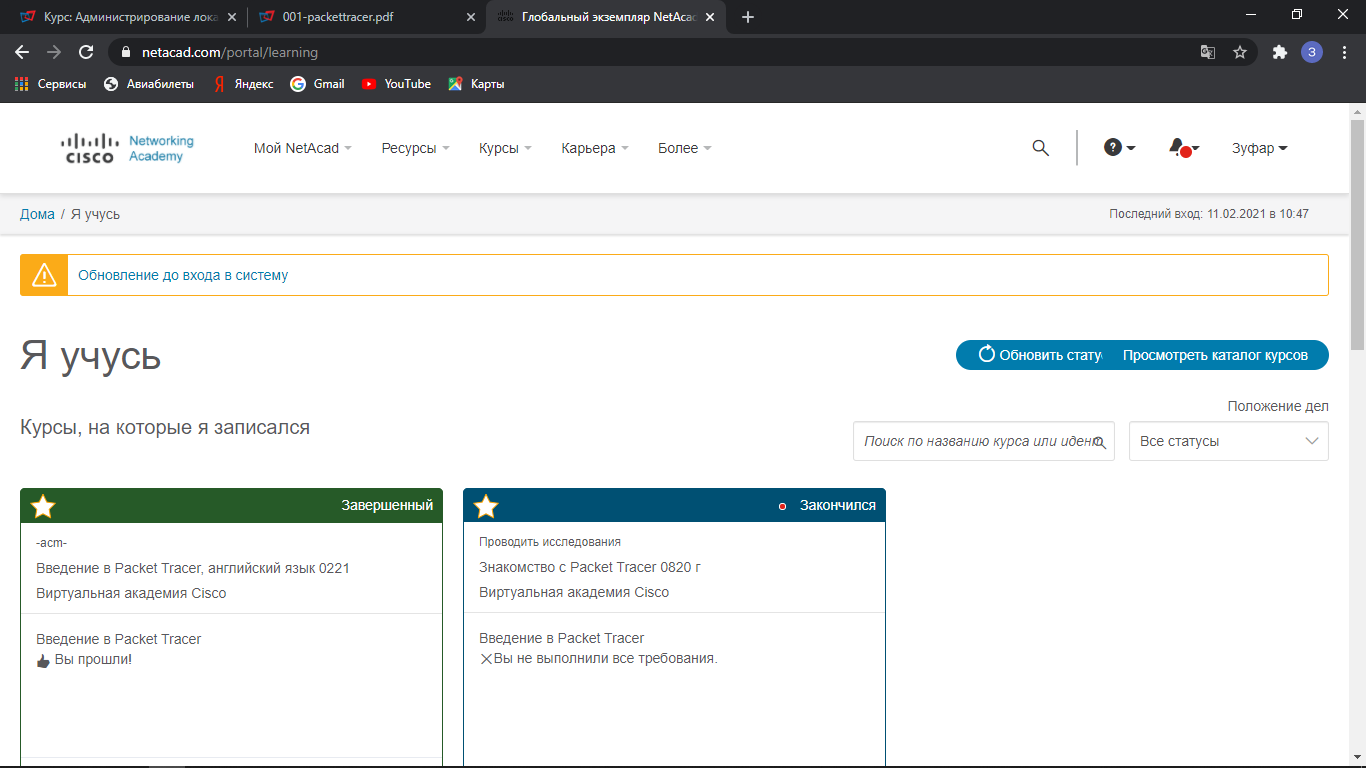 Курс: Администрирование лока
001-packettracer.pdf
Глобальный экземпляр NetAcad
netacad.com/portal/learning
З
Сервисы Авиабилеты Яндекс Gmail YouTube Карты
cisco Networking Academy
Мой NetAcad Ресурсы Курсы Карьера Более
Зуфар
Дома / Я учусь
Последний вход: 11.02.2021 в 10:47
Обновление до входа в систему
Я учусь
Обновить стату
Просмотреть каталог курсов
Положение дел
Курсы, на которые я записался
Поиск по названию курса или идент
Все статусы
Завершенный
-acm-
Введение в Packet Tracer, английский язык 0221
Виртуальная академия Cisco
Введение в Packet Tracer
Вы прошли!
Закончился
Проводить исследования
Знакомство с Packet Tracer 0820 г
Виртуальная академия Cisco
Введение в Packet Tracer
Вы не выполнили все требования.